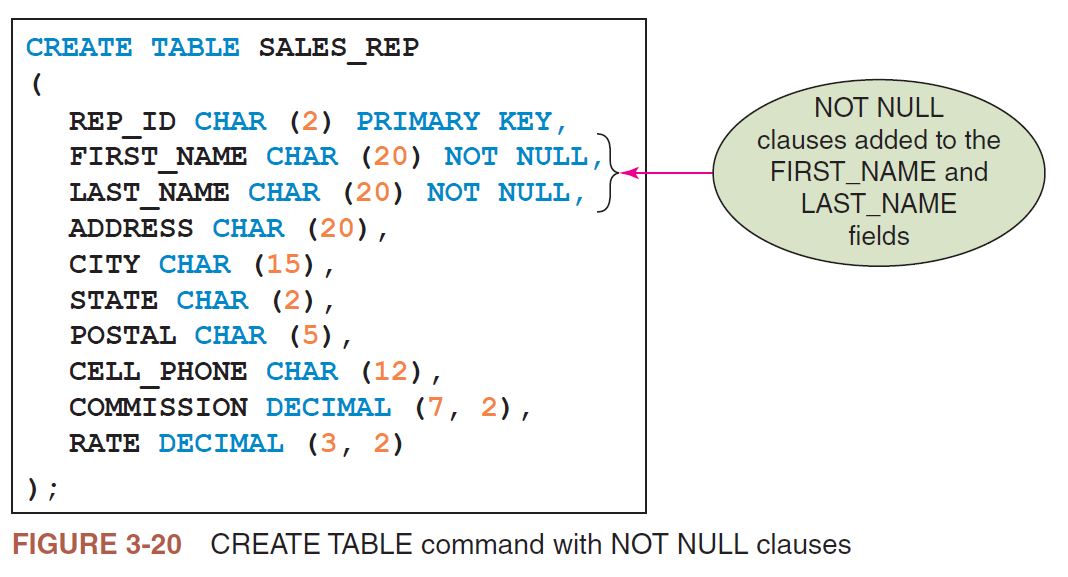 CREATE TABLE SALES_REP
(
REP_ID CHAR (2) PRIMARY KEY,
FIRST_NAME CHAR (20) NOT NULL,
LAST_NAME CHAR (20) NOT NULL,
ADDRESS CHAR (20),
CITY CHAR (15),
STATE CHAR (2),
POSTAL CHAR (5),
CELL_PHONE CHAR (12),
COMMISSION DECIMAL (7, 2),
RATE DECIMAL (3, 2)
);
NOT NULL
clauses added to the
FIRST_NAME and
LAST_NAME
fields
FIGURE 3-20 CREATE TABLE command with NOT NULL clauses